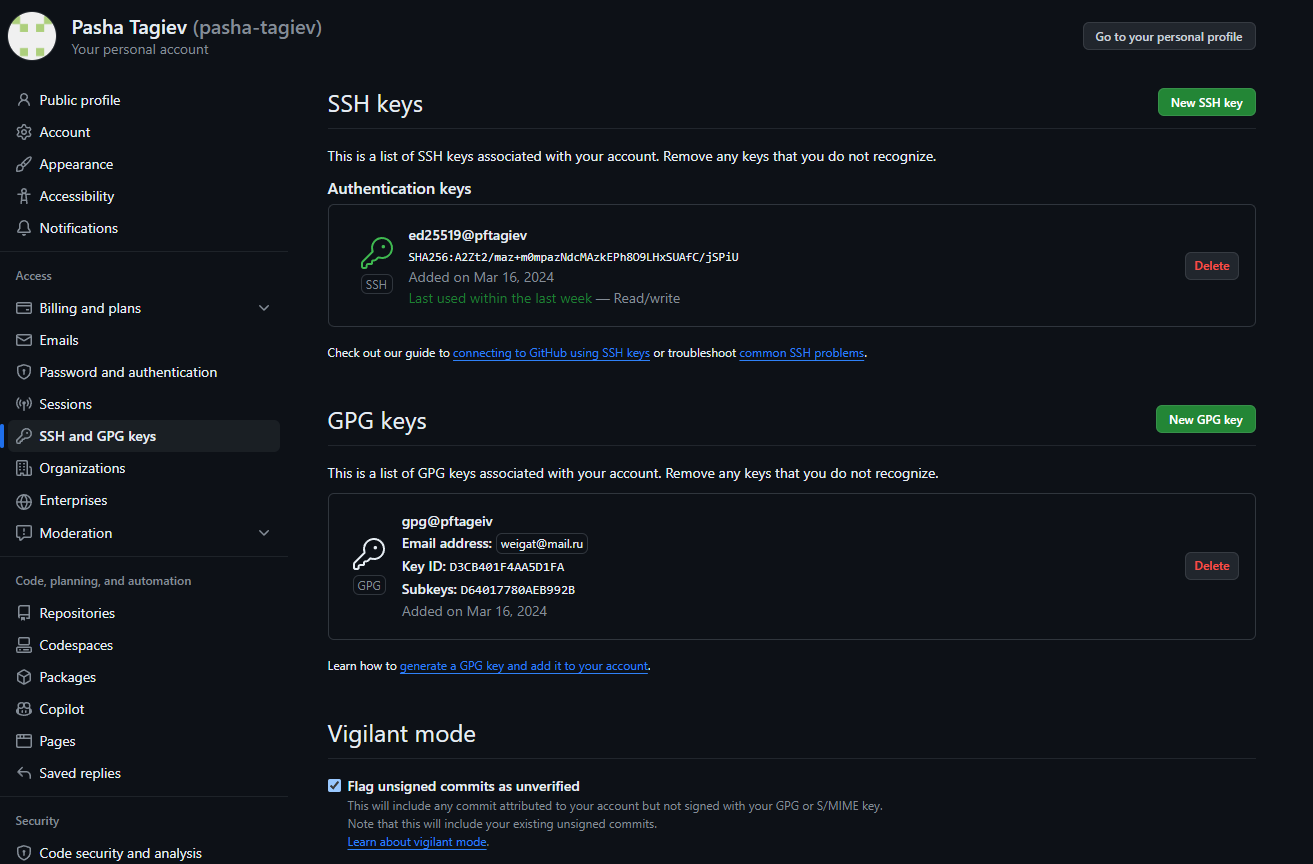 Pasha Tagiev (pasha-tagiev)
Your personal account
Go to your personal profile
Public profile
Account
Appearance
Accessibility
Notifications
Access
Billing and plans
Emails
Password and authentication
Sessions
SSH and GPG keys
Organizations
Enterprises
Moderation
Code, planning, and automation
Repositories
Codespaces
Packages
Copilot
Pages
Saved replies
Security
Code security and analysis
SSH keys
New SSH key
This is a list of SSH keys associated with your account. Remove any keys that you do not recognize.
Authentication keys
SSH
ed25519@pftagiev
SHA256:A2Zt2/maz+m0mpazNdcMAzkEPh8O9LHxSUAfC/jSPiU
Added on Mar 16, 2024
Last used within the last week — Read/write
Delete
Check out our guide to connecting to GitHub using SSH keys or troubleshoot common SSH problems.
GPG keys
New GPG key
This is a list of GPG keys associated with your account. Remove any keys that you do not recognize.
GPG
gpg@pftageiv
Email address: weigat@mail.ru
Key ID: D3CB401F4AA5D1FA
Subkeys: D64017780AEB992B
Added on Mar 16, 2024
Delete
Learn how to generate a GPG key and add it to your account.
Vigilant mode
Flag unsigned commits as unverified
This will include any commit attributed to your account but not signed with your GPG or S/MIME key.
Note that this will include your existing unsigned commits.
Learn about vigilant mode.